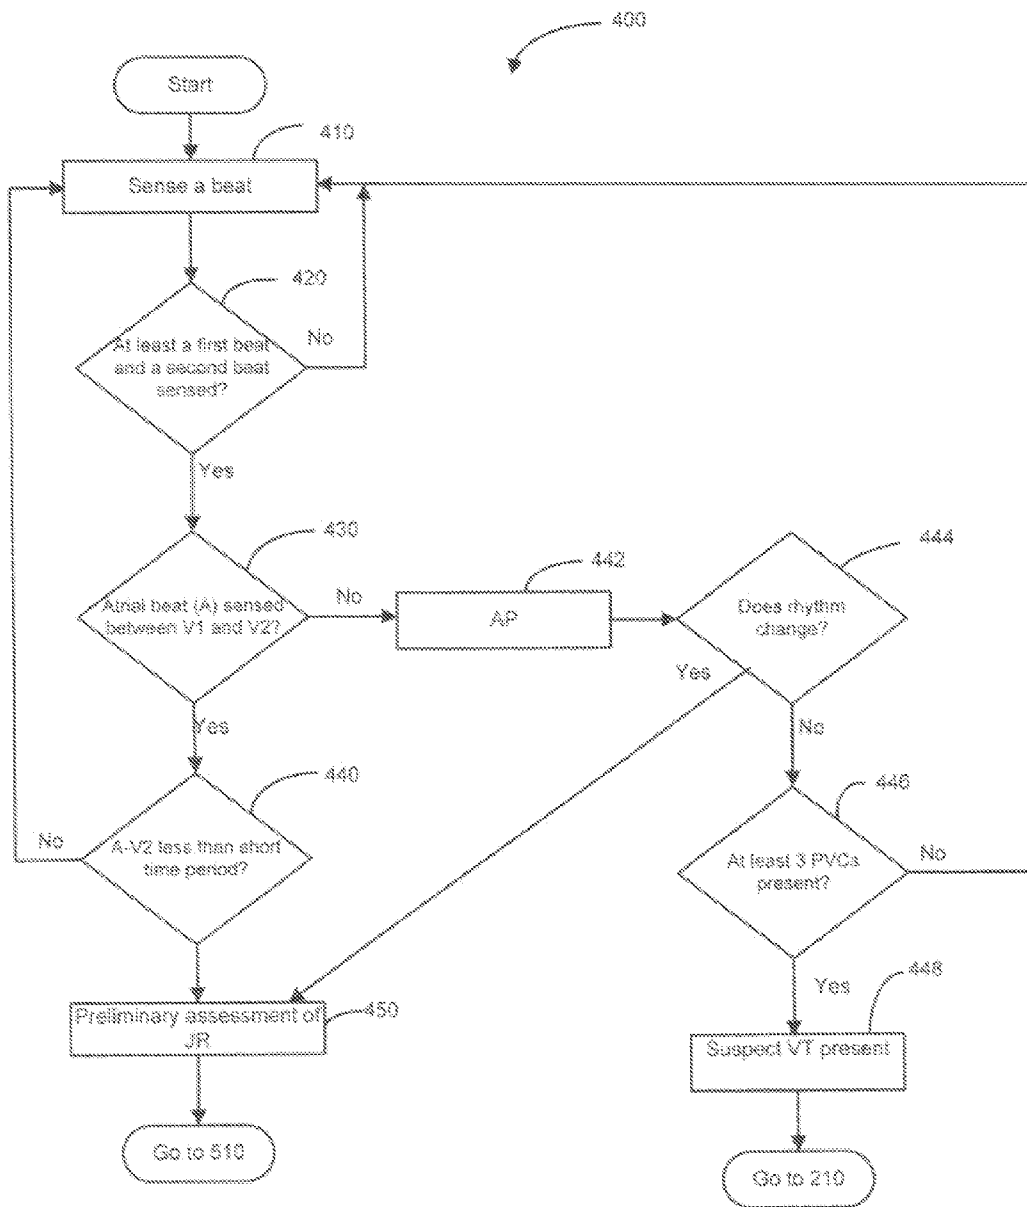 400
Start
410
Sense a beat
420
At least a first beat
and a second beat
sensed?
No
Yes
430
Atrial beat (A) sensed
between V1 and V2?
No
442
AP
444
Does rhythm
change?
Yes
No
Yes
440
A-V2 less than short
time period?
No
446
At least 3 PVCs
present?
No
Yes
448
Suspect VT present
Preliminary assessment of
JR
450
Go to 510
Go to 210